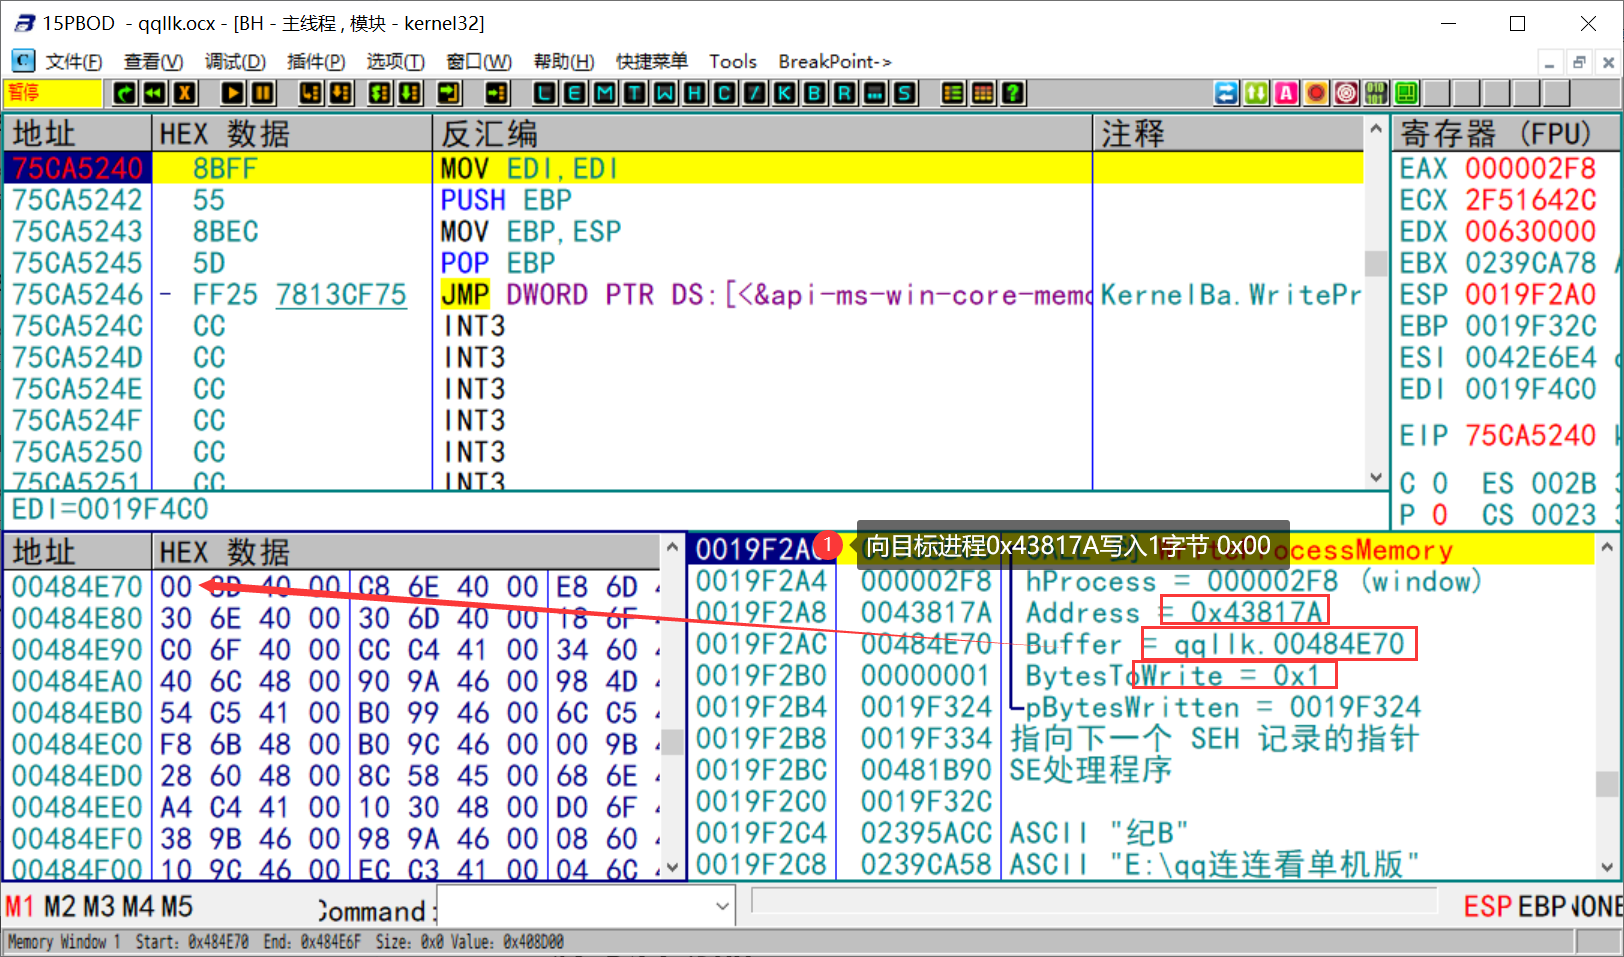 15PBOD - qqllk.ocx - [BH - 主线程 , 模块 - kernel32]
文件(F) 查看(V) 调试(D) 插件(P) 选项(T) 窗口(W) 帮助(H) 快捷菜单 Tools BreakPoint->
暂停 L E M T W H C / K B R ... S ?
地址 HEX 数据 反汇编 注释 寄存器 (FPU)
75CA5240 8BFF MOV EDI,EDI EAX 000002F8
75CA5242 55 PUSH EBP ECX 2F51642C
75CA5243 8BEC MOV EBP,ESP EDX 00630000
75CA5245 5D POP EBP EBX 0239CA78
75CA5246 - FF25 7813CF75 JMP DWORD PTR DS:[<&api-ms-win-core-memo KernelBa.WritePr ESP 0019F2A0
75CA524C CC INT3 EBP 0019F32C
75CA524D CC INT3 ESI 0042E6E4
75CA524E CC INT3 EDI 0019F4C0
75CA524F CC INT3
75CA5250 CC INT3 EIP 75CA5240
75CA5251 CC INT3 C 0 ES 002B
EDI=0019F4C0 P 0 CS 0023
地址 HEX 数据 0019F2A 1 向目标进程0x43817A写入1字节 0x00 ProcessMemory
00484E70 00 8D 40 00 C8 6E 40 00 E8 6D 0019F2A4 000002F8 hProcess = 000002F8 (window)
00484E80 30 6E 40 00 30 6D 40 00 18 6F 0019F2A8 0043817A Address = 0x43817A
00484E90 C0 6F 40 00 CC C4 41 00 34 60 0019F2AC 00484E70 Buffer = qqllk.00484E70
00484EA0 40 6C 48 00 90 9A 46 00 98 4D 0019F2B0 00000001 BytesToWrite = 0x1
00484EB0 54 C5 41 00 B0 99 46 00 6C C5 0019F2B4 0019F324 pBytesWritten = 0019F324
00484EC0 F8 6B 48 00 B0 9C 46 00 00 9B 0019F2B8 0019F334 指向下一个 SEH 记录的指针
00484ED0 28 60 48 00 8C 58 45 00 68 6E 0019F2BC 00481B90 SE处理程序
00484EE0 A4 C4 41 00 10 30 48 00 D0 6F 0019F2C0 0019F32C
00484EF0 38 9B 46 00 98 9A 46 00 08 60 0019F2C4 02395ACC ASCII "纪B"
00484F00 10 9C 46 00 EC C3 41 00 04 6C 0019F2C8 0239CA58 ASCII "E:\qq连连看单机版"
M1 M2 M3 M4 M5 Command: ESP EBP NONE
Memory Window 1 Start: 0x484E70 End: 0x484E6F Size: 0x0 Value: 0x408D00